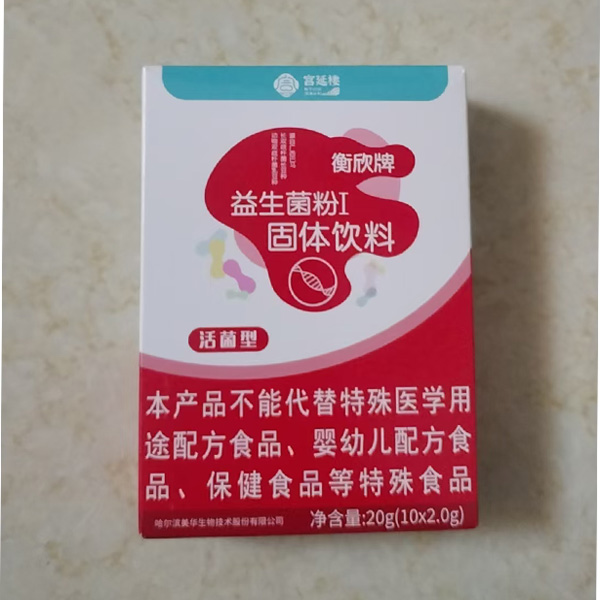 宫廷楼
衡欣牌
益生菌粉I
固体饮料
活菌型
本产品不能代替特殊医学用
途配方食品、婴幼儿配方食
品、保健食品等特殊食品
哈尔滨美华生物技术股份有限公司
净含量:20g(10x2.0g)